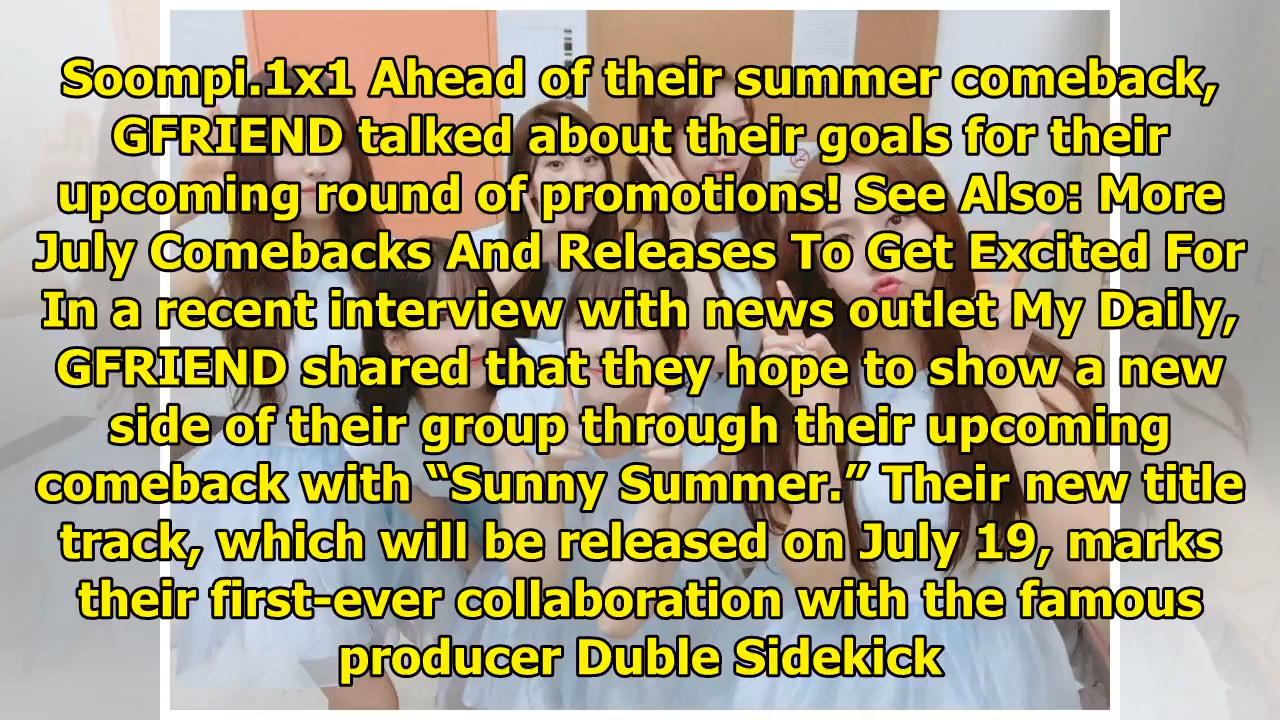 Soompi.1x1 Ahead of their summer comeback,
GFRIEND talked about their goals for their
upcoming round of promotions! See Also: More
July Comebacks And Releases To Get Excited For
In a recent interview with news outlet My Daily,
GFRIEND shared that they hope to show a new
side of their group through their upcoming
comeback with “Sunny Summer.” Their new title
track, which will be released on July 19, marks
their first-ever collaboration with the famous
producer Duble Sidekick